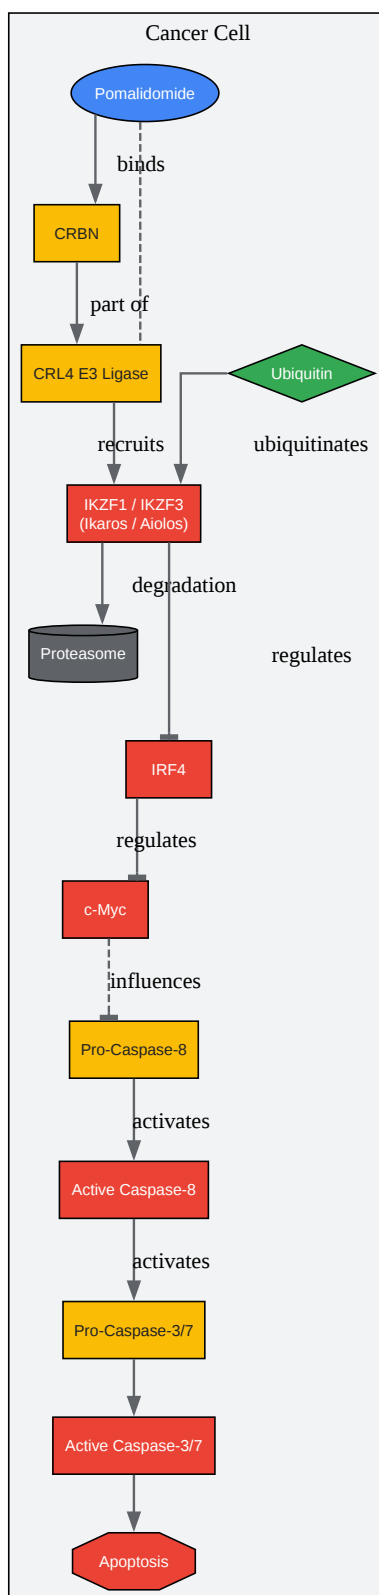 Cancer Cell
Pomalidomide
binds
CRBN
part of
CRL4 E3 Ligase
Ubiquitin
recruits
ubiquitinates
IKZF1 / IKZF3
(Ikaros / Aiolos)
degradation
Proteasome
regulates
IRF4
regulates
c-Myc
influences
Pro-Caspase-8
activates
Active Caspase-8
activates
Pro-Caspase-3/7
Active Caspase-3/7
Apoptosis